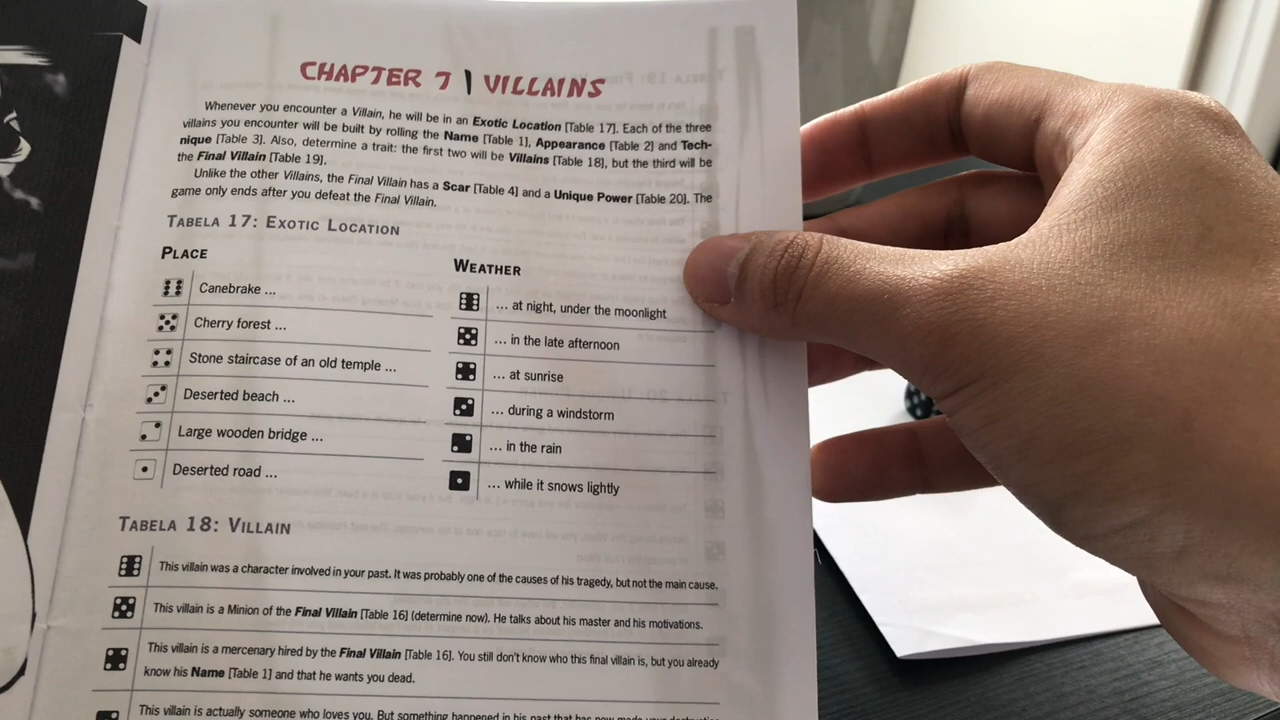 CHAPTER 7 | VILLAINS
Whenever you encounter a Villain, he will be in an Exotic Location [Table 17]. Each of the three
villains you encounter will be built by rolling the Name [Table 1], Appearance [Table 2] and Tech-
nique [Table 3]. Also, determine a trait: the first two will be Villains [Table 18], but the third will be
the Final Villain [Table 19].
Unlike the other Villains, the Final Villain has a Scar [Table 4] and a Unique Power [Table 20]. The
game only ends after you defeat the Final Villain.
TABELA 17: EXOTIC LOCATION
PLACE
Canebrake ...
Cherry forest ...
Stone staircase of an old temple ...
Deserted beach ...
Large wooden bridge ...
Deserted road ...
WEATHER
... at night, under the moonlight
... in the late afternoon
... at sunrise
... during a windstorm
... in the rain
... while it snows lightly
TABELA 18: VILLAIN
This villain was a character involved in your past. It was probably one of the causes of his tragedy, but not the main cause.
This villain is a Minion of the Final Villain [Table 16] (determine now). He talks about his master and his motivations.
This villain is a mercenary hired by the Final Villain [Table 16]. You still don't know who this final villain is, but you already
know his Name [Table 1] and that he wants you dead.
This villain is actually someone who loves you. But something happened in his past that has now made your